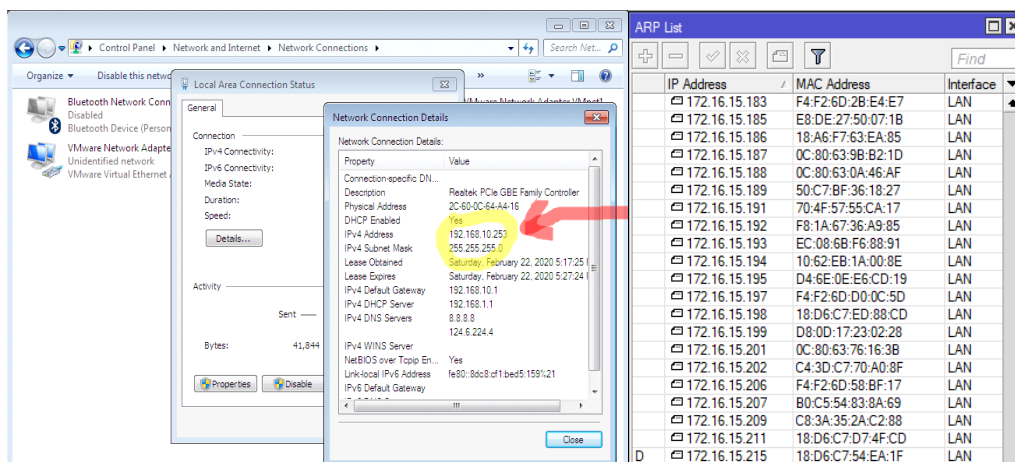 Control Panel ▸ Network and Internet ▸ Network Connections ▸
Search Net...
Organize
Disable this netwo
»
Bluetooth Network Conn
Disabled
Bluetooth Device (Person
VMware Network Adapte
Unidentified network
VMware Virtual Ethernet
VMware Network Adapter VMnet1
Local Area Connection Status
General
Connection
IPv4 Connectivity:
IPv6 Connectivity:
Media State:
Duration:
Speed:
Details...
Activity
Sent
Bytes: 41,844
Properties
Disable
Network Connection Details
Network Connection Details:
Property Value
Connection-specific DN...
Description Realtek PCIe GBE Family Controller
Physical Address 2C-60-0C-64-A4-16
DHCP Enabled Yes
IPv4 Address 192.168.10.253
IPv4 Subnet Mask 255.255.255.0
Lease Obtained Saturday, February 22, 2020 5:17:25
Lease Expires Saturday, February 22, 2020 5:27:24
IPv4 Default Gateway 192.168.10.1
IPv4 DHCP Server 192.168.1.1
IPv4 DNS Servers 8.8.8.8
124.6.224.4
IPv4 WINS Server
NetBIOS over Tcpip En... Yes
Link-local IPv6 Address fe80::8dc8:cf1:bed5:159%21
IPv6 Default Gateway
Close
ARP List
Find
IP Address MAC Address Interface
172.16.15.183 F4:F2:6D:2B:E4:E7 LAN
172.16.15.185 E8:DE:27:50:07:1B LAN
172.16.15.186 18:A6:F7:63:EA:85 LAN
172.16.15.187 0C:80:63:9B:B2:1D LAN
172.16.15.188 0C:80:63:0A:46:AF LAN
172.16.15.189 50:C7:BF:36:18:27 LAN
172.16.15.191 70:4F:57:55:CA:17 LAN
172.16.15.192 F8:1A:67:36:A9:85 LAN
172.16.15.193 EC:08:6B:F6:88:91 LAN
172.16.15.194 10:62:EB:1A:00:8E LAN
172.16.15.195 D4:6E:0E:E6:CD:19 LAN
172.16.15.197 F4:F2:6D:D0:0C:5D LAN
172.16.15.198 18:D6:C7:ED:88:CD LAN
172.16.15.199 D8:0D:17:23:02:28 LAN
172.16.15.201 0C:80:63:76:16:3B LAN
172.16.15.202 C4:3D:C7:70:A0:8F LAN
172.16.15.206 F4:F2:6D:58:BF:17 LAN
172.16.15.207 B0:C5:54:83:8A:69 LAN
172.16.15.209 C8:3A:35:2A:C2:88 LAN
172.16.15.211 18:D6:C7:D7:4F:CD LAN
D 172.16.15.215 18:D6:C7:54:EA:1F LAN